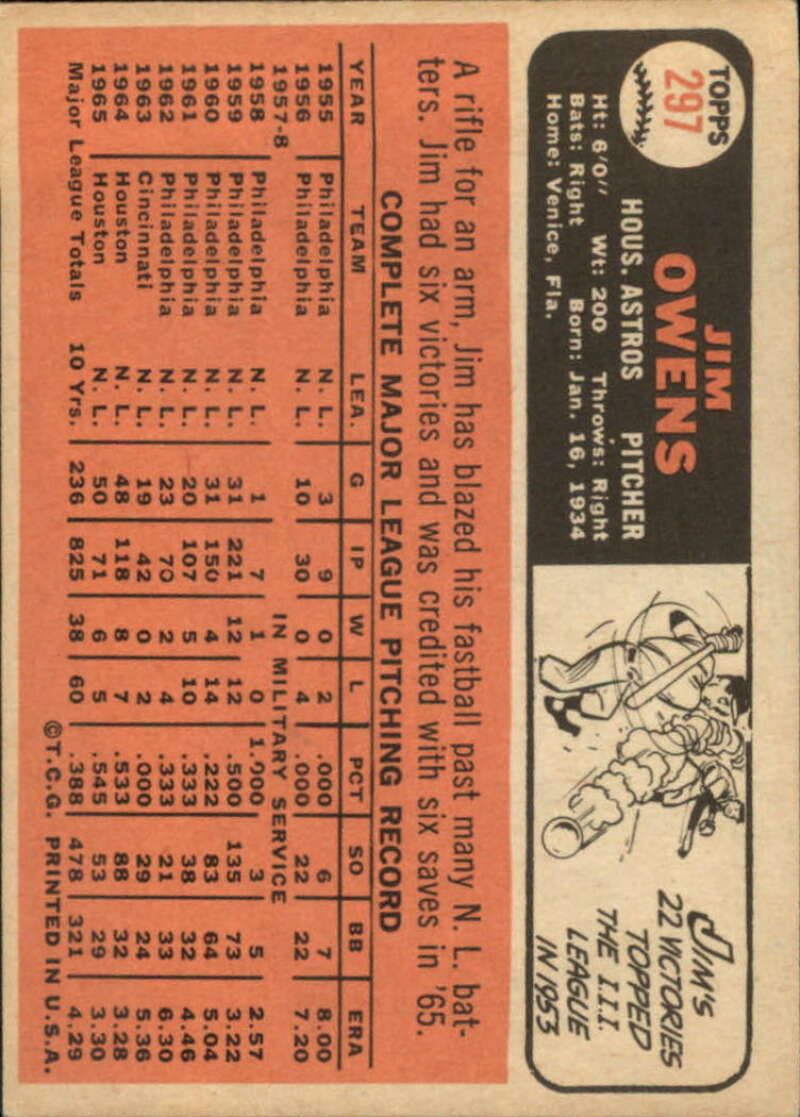 TOPPS
297
JIM
OWENS
HOUS. ASTROS PITCHER
Ht: 6'0" Wt: 200 Throws: Right
Bats: Right Born: Jan. 16, 1934
Home: Venice, Fla.
JIM'S
22 VICTORIES
TOPPED
THE I.I.I.
LEAGUE
IN 1953
A rifle for an arm, Jim has blazed his fastball past many N. L. bat-
ters. Jim had six victories and was credited with six saves in '65.
COMPLETE MAJOR LEAGUE PITCHING RECORD
YEAR TEAM LEA. G IP W L PCT SO BB ERA
1955 Philadelphia N. L. 3 9 0 2 .000 6 7 8.00
1956 Philadelphia N. L. 10 30 0 4 .000 22 22 7.20
1957-8 IN MILITARY SERVICE
1958 Philadelphia N. L. 1 7 1 0 1.000 3 5 2.57
1959 Philadelphia N. L. 31 221 12 12 .500 135 73 3.22
1960 Philadelphia N. L. 31 150 4 14 .222 83 64 5.04
1961 Philadelphia N. L. 20 107 5 10 .333 38 32 4.46
1962 Philadelphia N. L. 23 70 2 4 .333 21 33 6.30
1963 Cincinnati N. L. 19 42 0 2 .000 29 24 5.36
1964 Houston N. L. 48 118 8 7 .533 88 32 3.28
1965 Houston N. L. 50 71 6 5 .545 53 29 3.30
Major League Totals 10 Yrs. 236 825 38 60 .388 478 321 4.29
©T.C.G. PRINTED IN U.S.A.